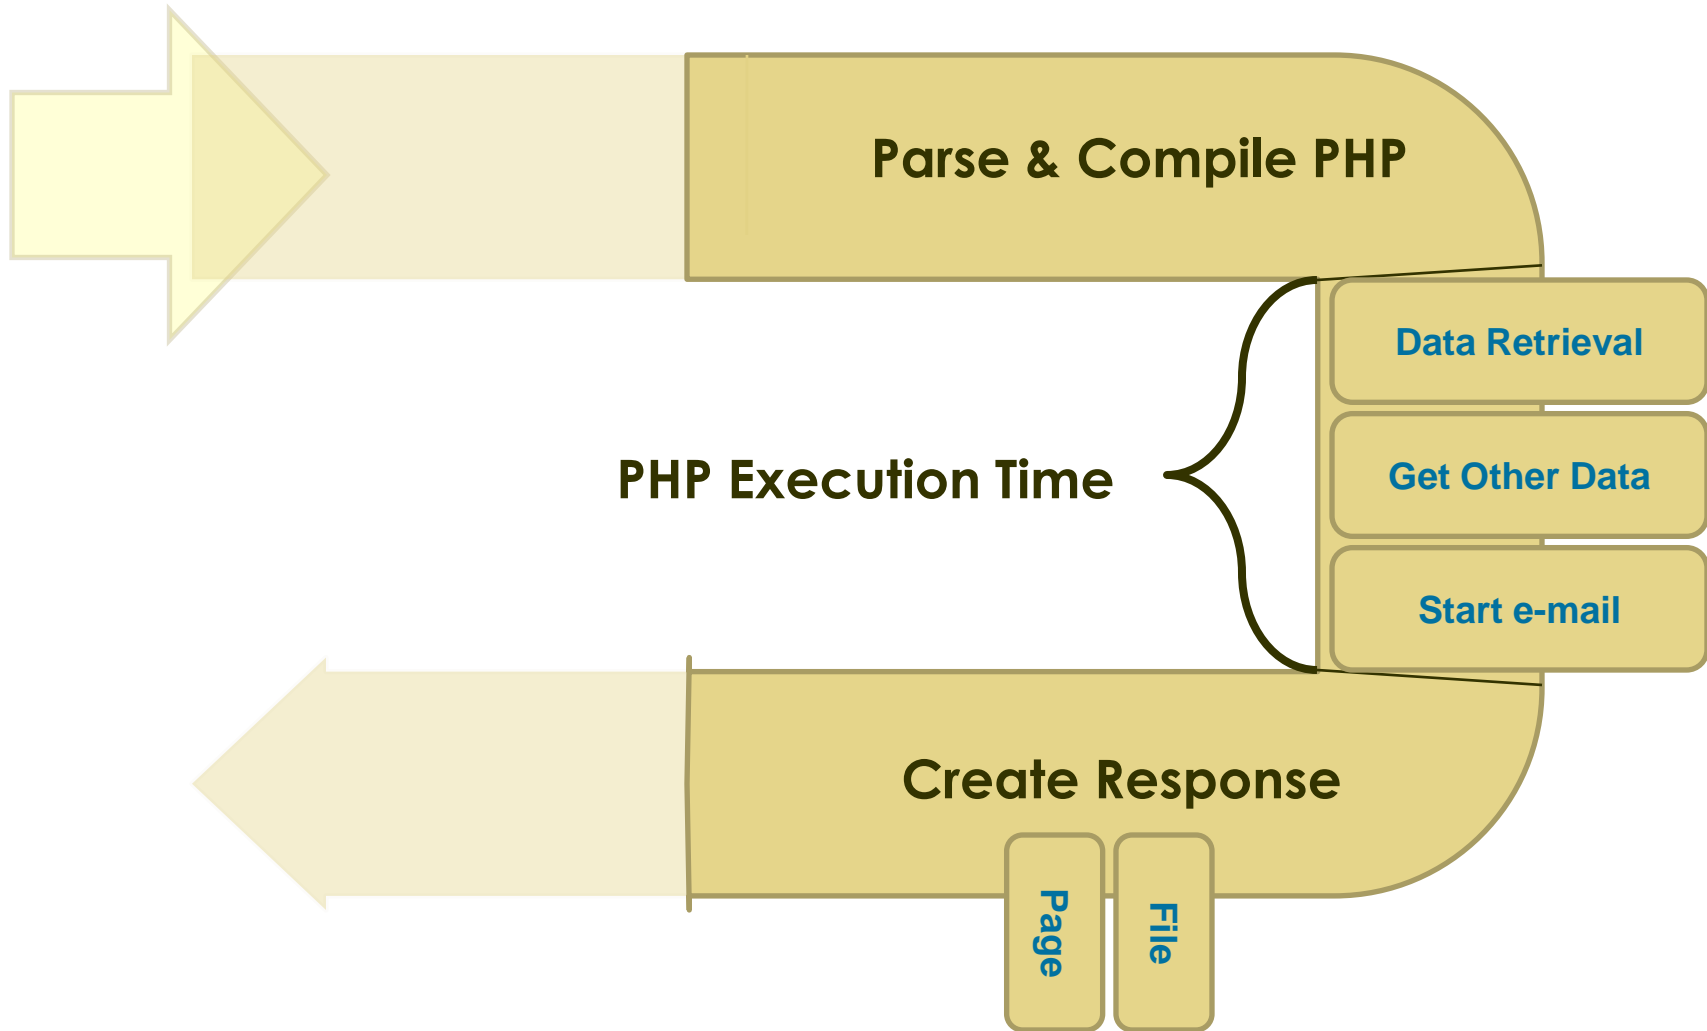 Parse & Compile PHP
Data Retrieval
PHP Execution Time
Get Other Data
Start e-mail
Create Response
Page
File